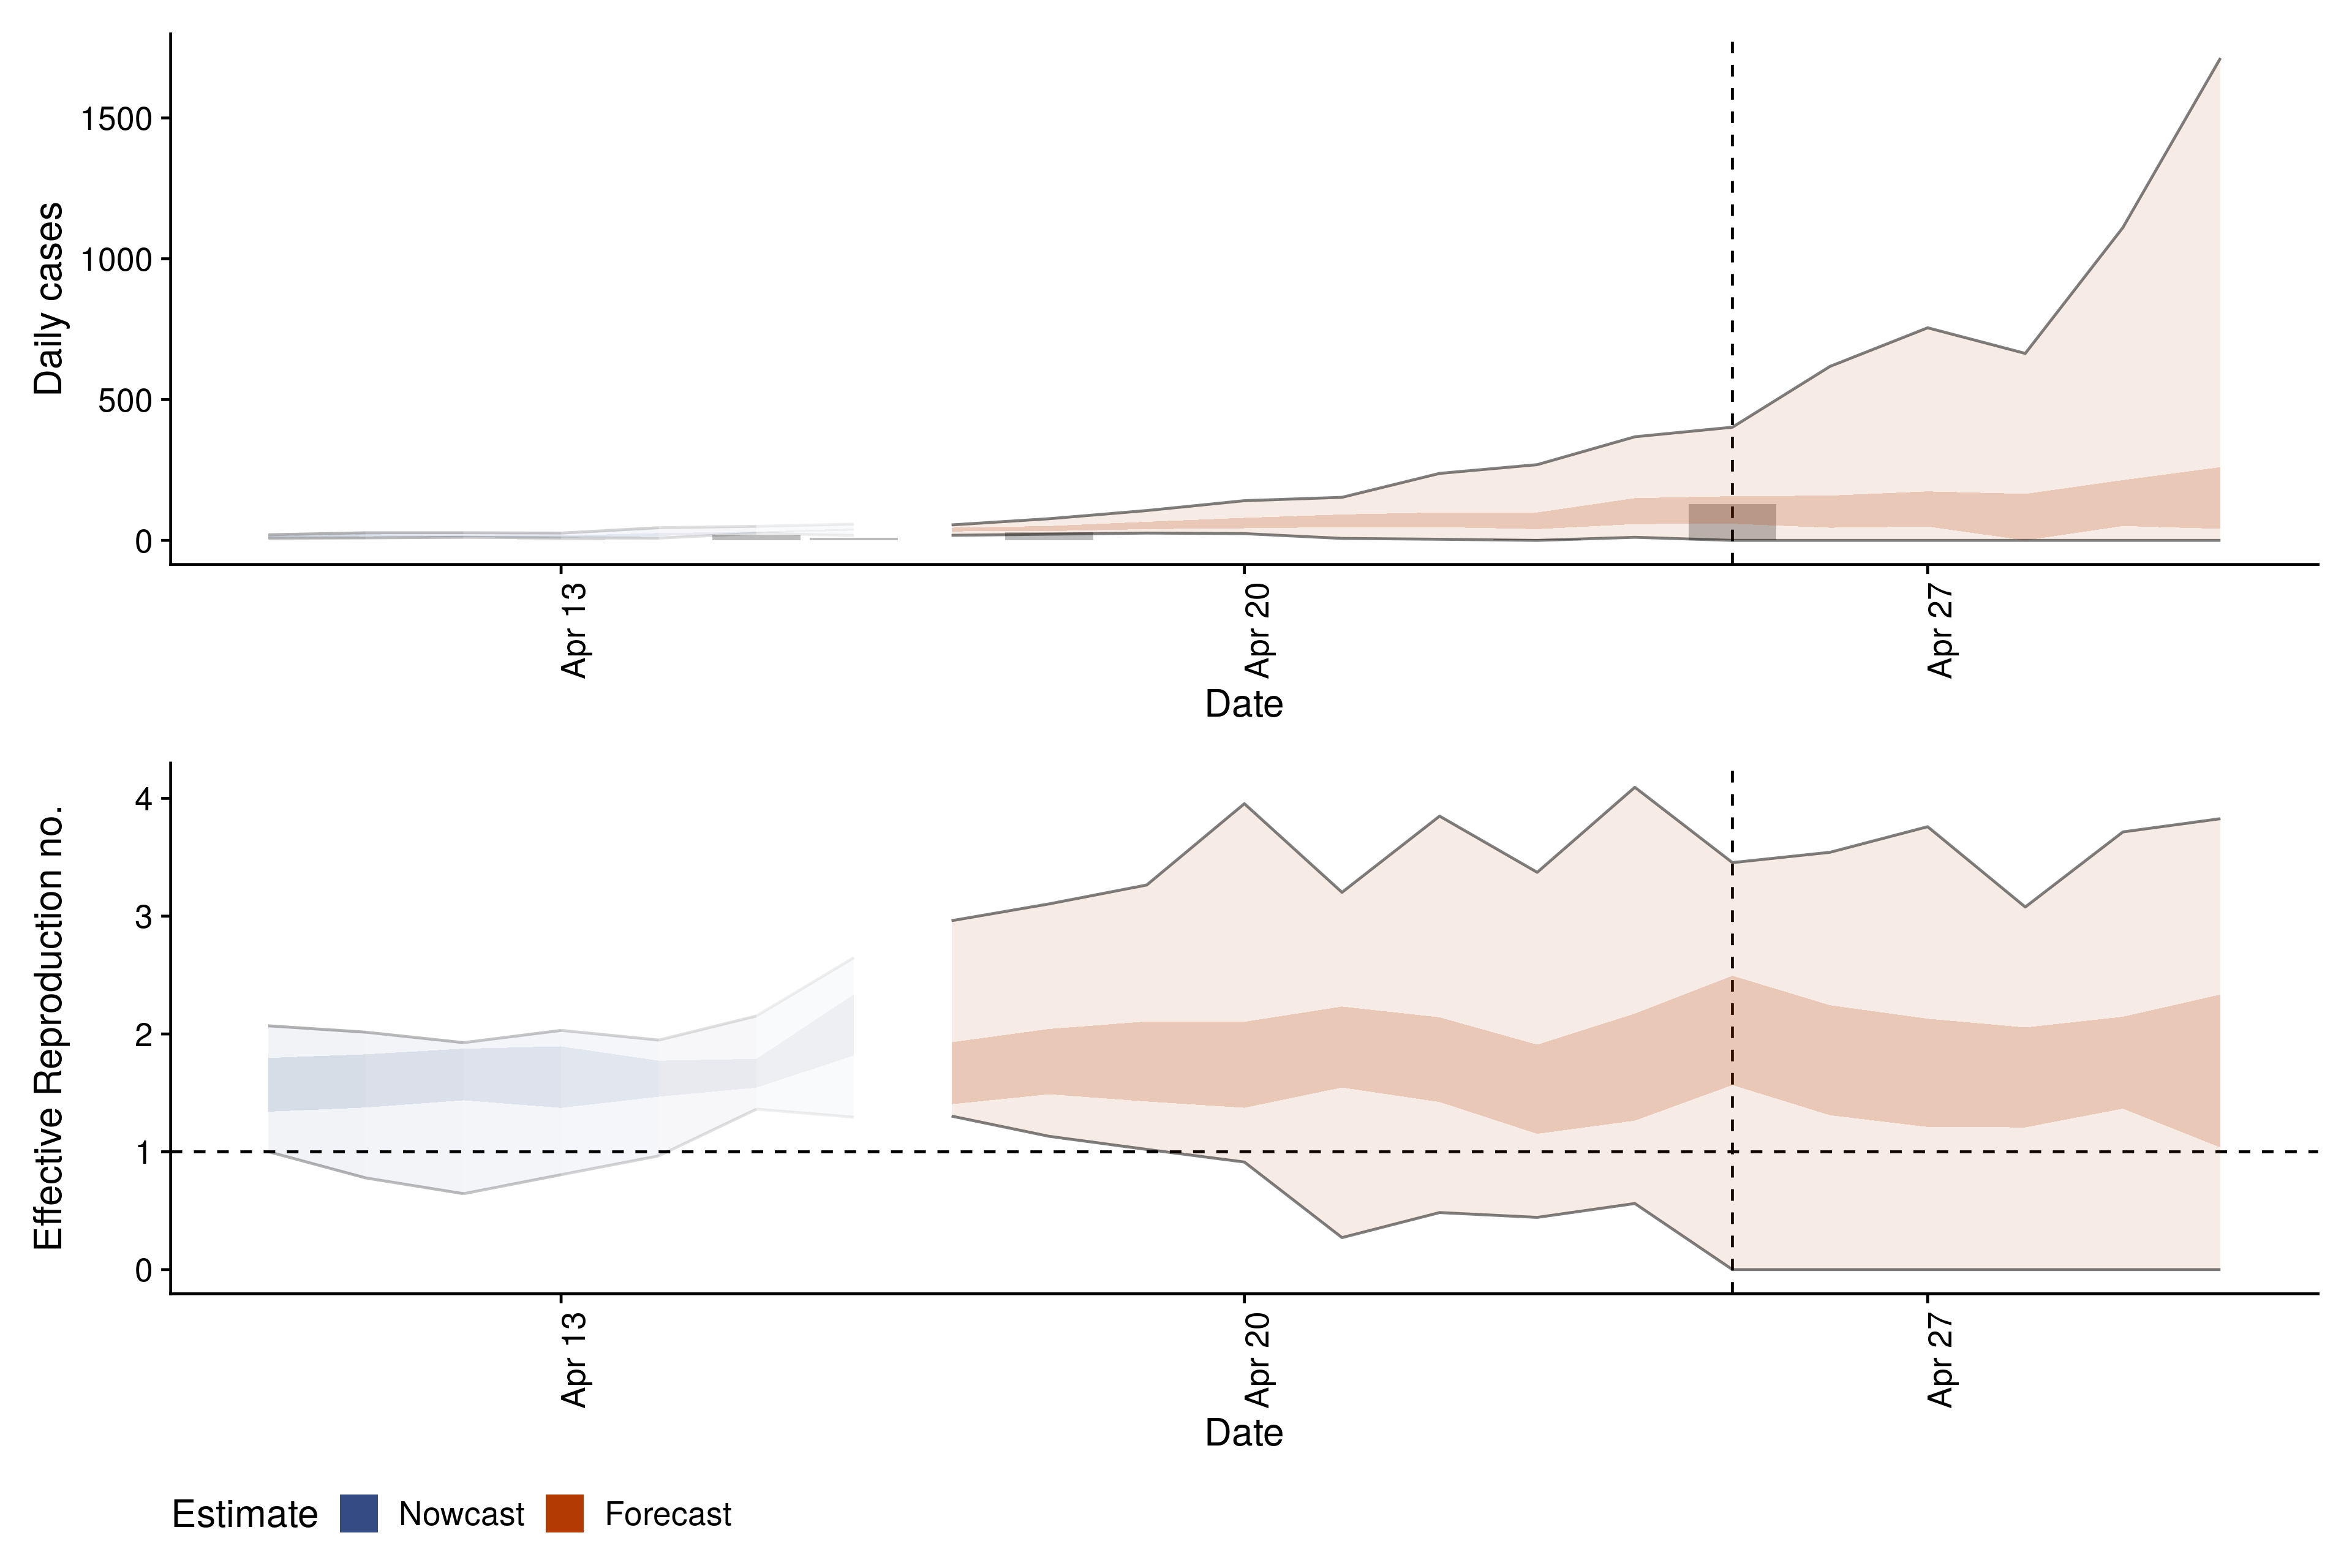 Daily cases
1500
1000
500
0
Apr 13
Apr 20
Apr 27
Date
Effective Reproduction no.
4
3
2
1
0
Apr 13
Apr 20
Apr 27
Date
Estimate Nowcast Forecast